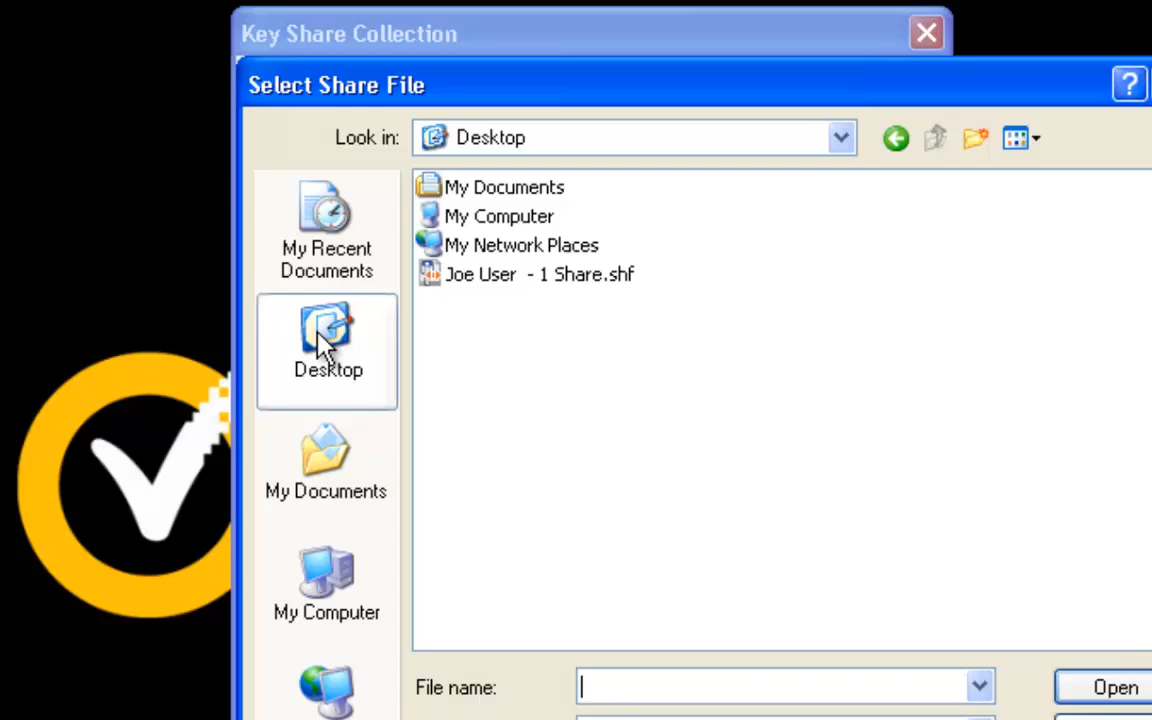 Key Share Collection
Select Share File
Look in:
Desktop
My Documents
My Computer
My Network Places
Joe User - 1 Share.shf
My Recent
Documents
Desktop
My Documents
My Computer
File name:
Open